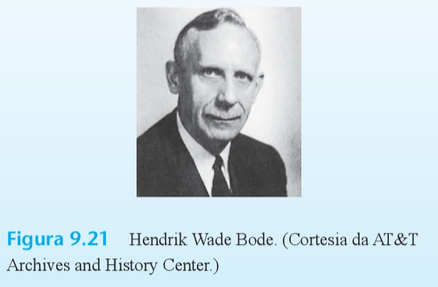 Figura 9.21 Hendrik Wade Bode. (Cortesia da AT&T
Archives and History Center.)